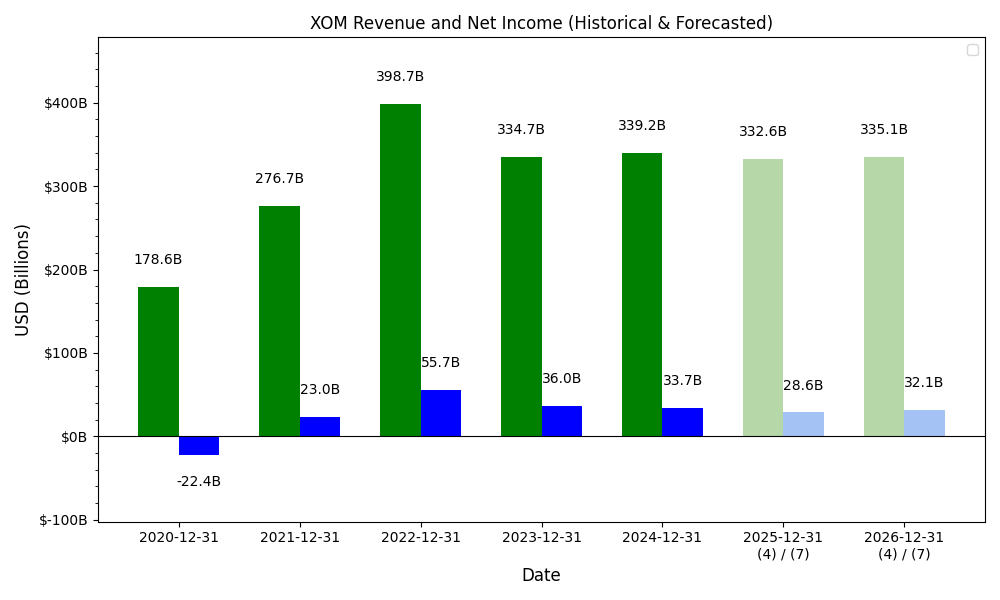 XOM Revenue and Net Income (Historical & Forecasted)
USD (Billions)
$400B
$300B
$200B
$100B
$0B
$-100B
178.6B
-22.4B
276.7B
23.0B
398.7B
55.7B
334.7B
36.0B
339.2B
33.7B
332.6B
28.6B
335.1B
32.1B
2020-12-31
2021-12-31
2022-12-31
2023-12-31
2024-12-31
2025-12-31
(4) / (7)
2026-12-31
(4) / (7)
Date